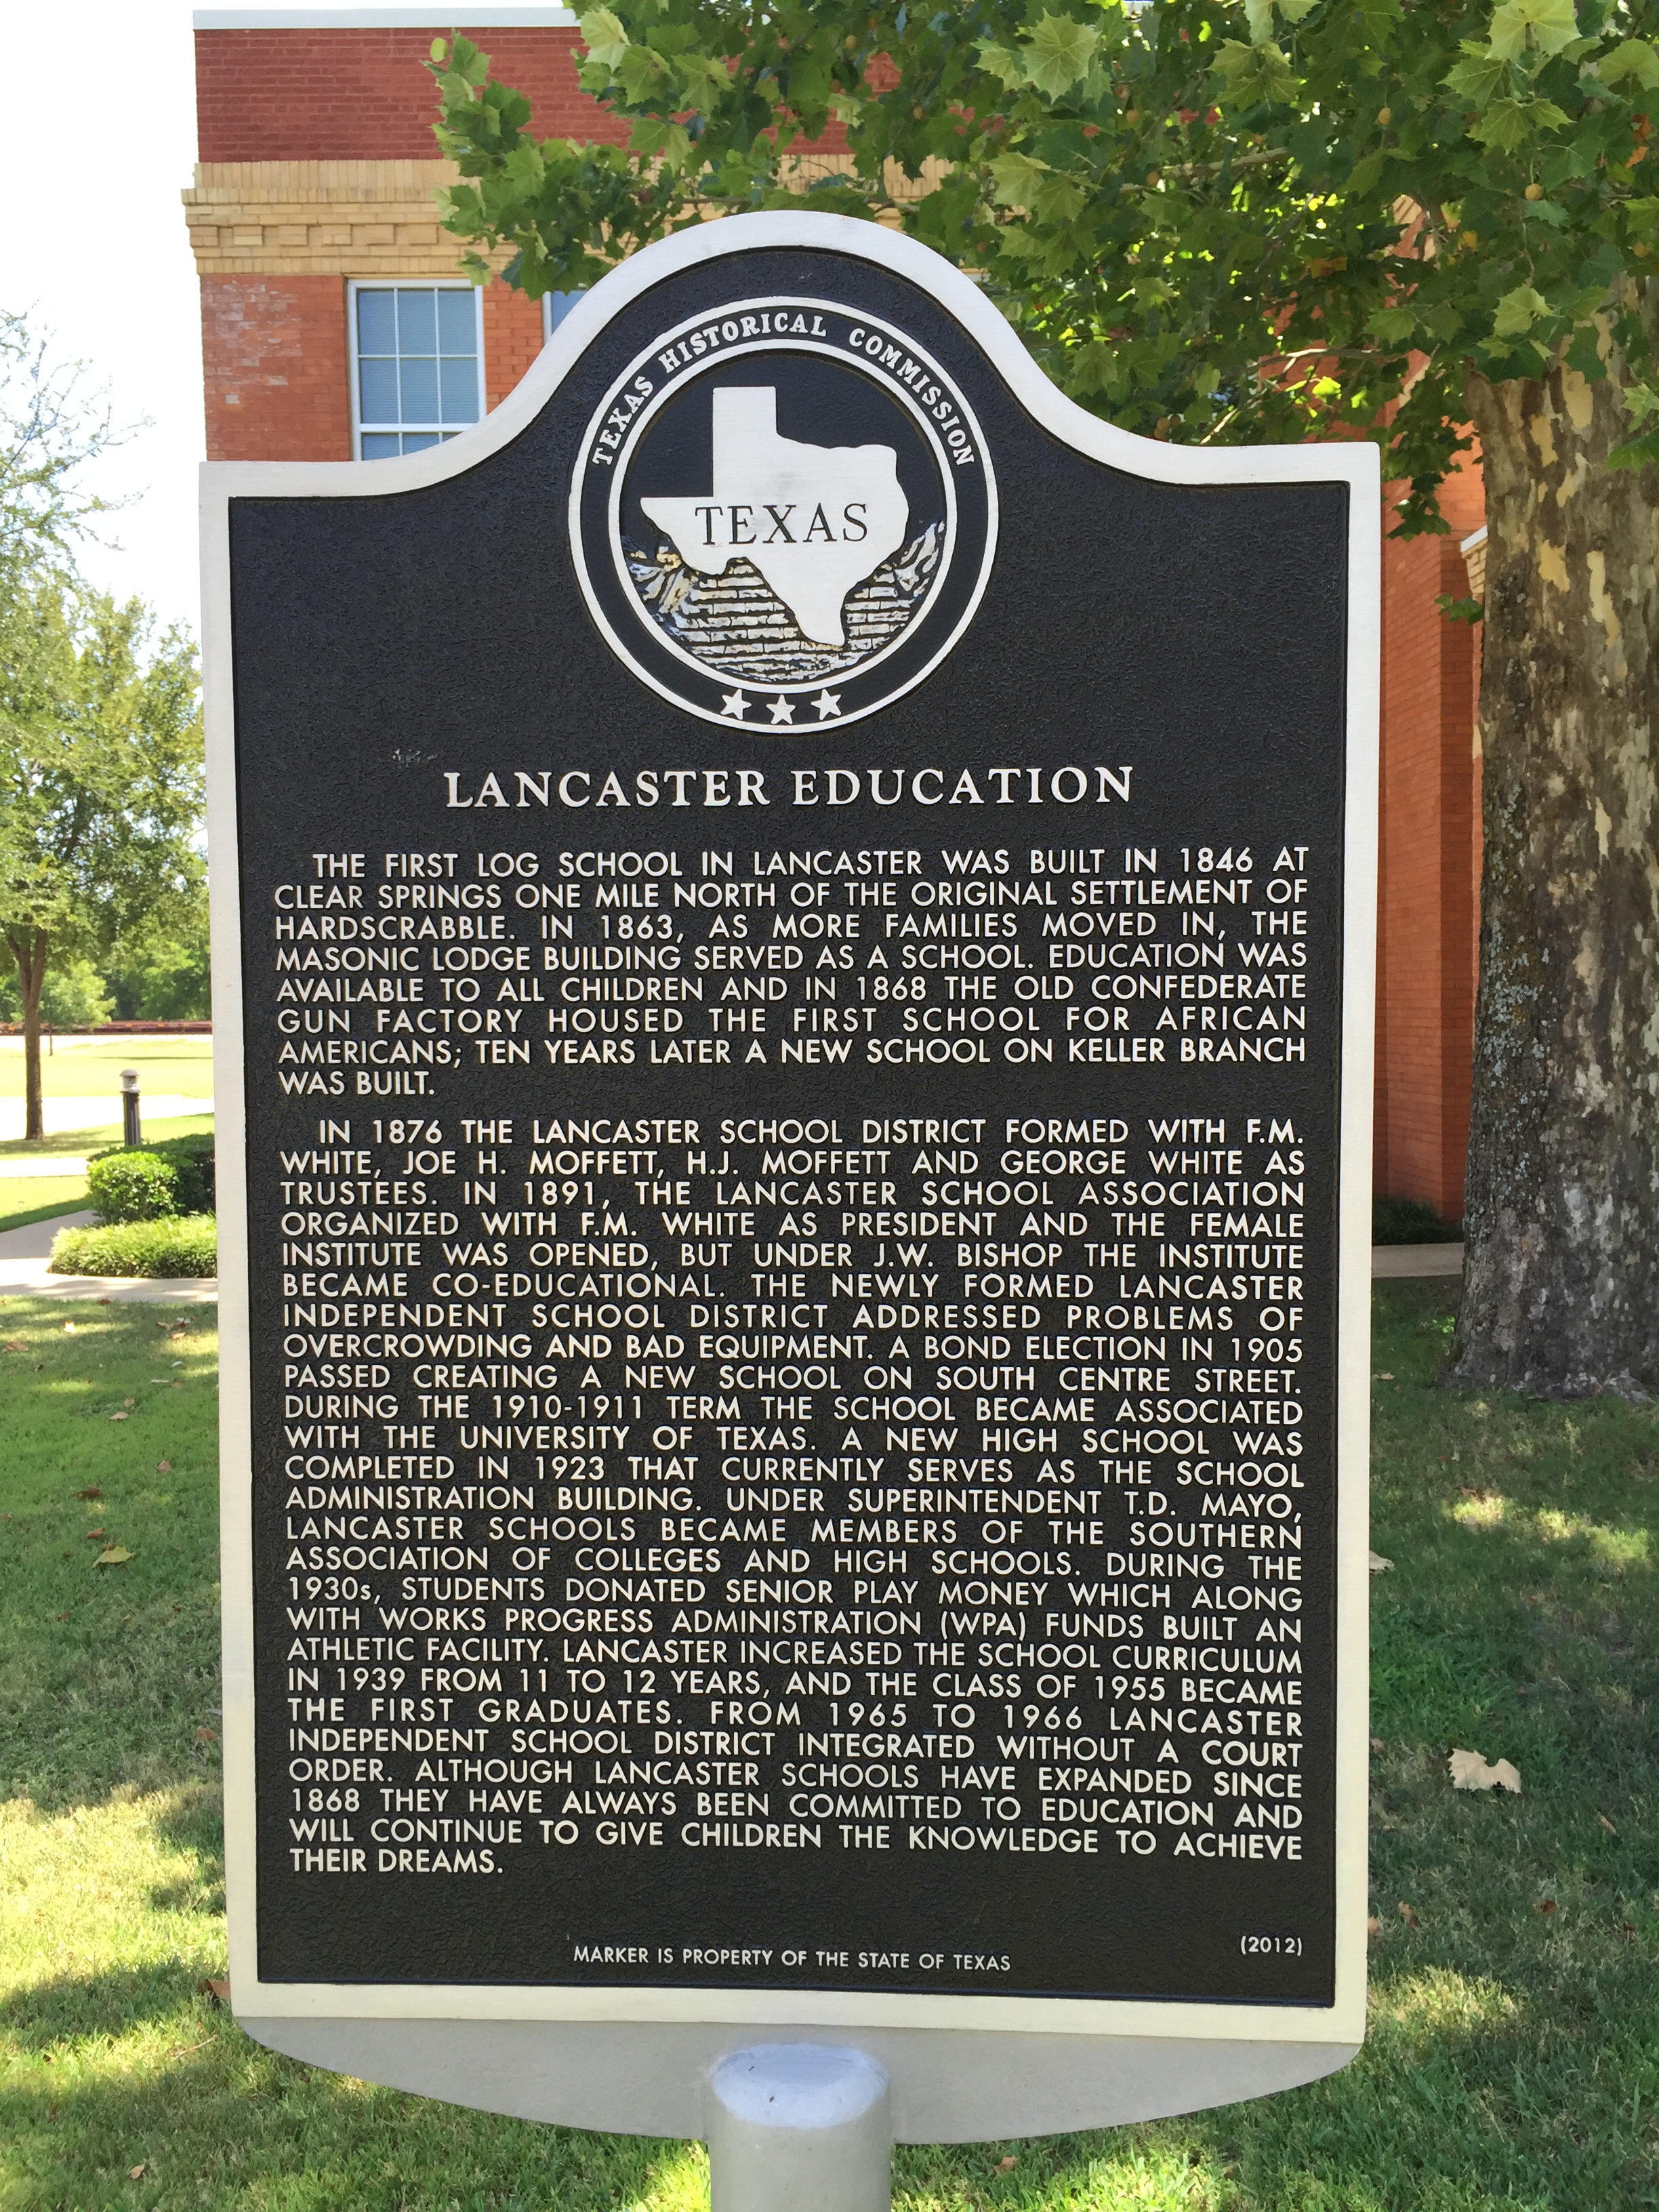 TEXAS HISTORICAL COMMISSION
TEXAS
LANCASTER EDUCATION
THE FIRST LOG SCHOOL IN LANCASTER WAS BUILT IN 1846 AT
CLEAR SPRINGS ONE MILE NORTH OF THE ORIGINAL SETTLEMENT OF
HARDSCRABBLE. IN 1863, AS MORE FAMILIES MOVED IN, THE
MASONIC LODGE BUILDING SERVED AS A SCHOOL. EDUCATION WAS
AVAILABLE TO ALL CHILDREN AND IN 1868 THE OLD CONFEDERATE
GUN FACTORY HOUSED THE FIRST SCHOOL FOR AFRICAN
AMERICANS; TEN YEARS LATER A NEW SCHOOL ON KELLER BRANCH
WAS BUILT.
IN 1876 THE LANCASTER SCHOOL DISTRICT FORMED WITH F.M.
WHITE, JOE H. MOFFETT, H.J. MOFFETT AND GEORGE WHITE AS
TRUSTEES. IN 1891, THE LANCASTER SCHOOL ASSOCIATION
ORGANIZED WITH F.M. WHITE AS PRESIDENT AND THE FEMALE
INSTITUTE WAS OPENED, BUT UNDER J.W. BISHOP THE INSTITUTE
BECAME CO-EDUCATIONAL. THE NEWLY FORMED LANCASTER
INDEPENDENT SCHOOL DISTRICT ADDRESSED PROBLEMS OF
OVERCROWDING AND BAD EQUIPMENT. A BOND ELECTION IN 1905
PASSED CREATING A NEW SCHOOL ON SOUTH CENTRE STREET.
DURING THE 1910-1911 TERM THE SCHOOL BECAME ASSOCIATED
WITH THE UNIVERSITY OF TEXAS. A NEW HIGH SCHOOL WAS
COMPLETED IN 1923 THAT CURRENTLY SERVES AS THE SCHOOL
ADMINISTRATION BUILDING. UNDER SUPERINTENDENT T.D. MAYO,
LANCASTER SCHOOLS BECAME MEMBERS OF THE SOUTHERN
ASSOCIATION OF COLLEGES AND HIGH SCHOOLS. DURING THE
1930s, STUDENTS DONATED SENIOR PLAY MONEY WHICH ALONG
WITH WORKS PROGRESS ADMINISTRATION (WPA) FUNDS BUILT AN
ATHLETIC FACILITY. LANCASTER INCREASED THE SCHOOL CURRICULUM
IN 1939 FROM 11 TO 12 YEARS, AND THE CLASS OF 1955 BECAME
THE FIRST GRADUATES. FROM 1965 TO 1966 LANCASTER
INDEPENDENT SCHOOL DISTRICT INTEGRATED WITHOUT A COURT
ORDER. ALTHOUGH LANCASTER SCHOOLS HAVE EXPANDED SINCE
1868 THEY HAVE ALWAYS BEEN COMMITTED TO EDUCATION AND
WILL CONTINUE TO GIVE CHILDREN THE KNOWLEDGE TO ACHIEVE
THEIR DREAMS.
(2012)
MARKER IS PROPERTY OF THE STATE OF TEXAS